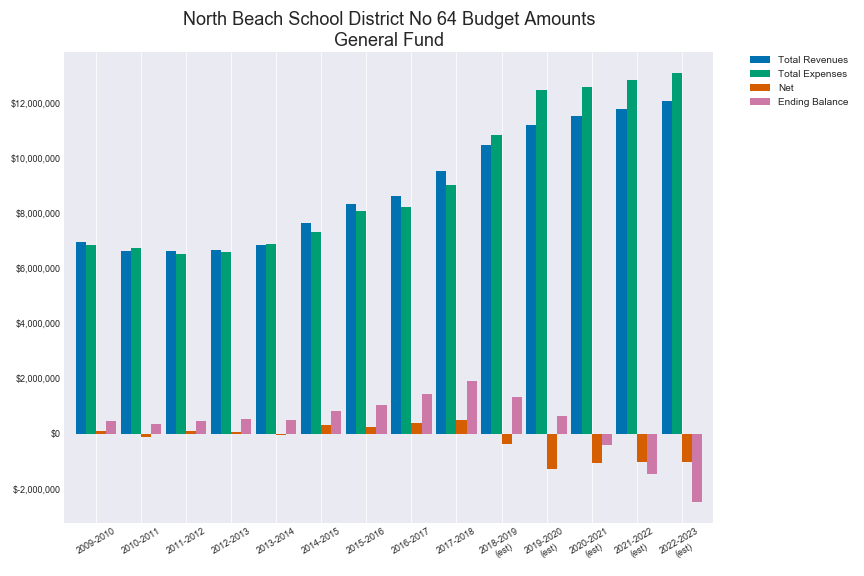 North Beach School District No 64 Budget Amounts
General Fund
Total Revenues
Total Expenses
Net
Ending Balance
$12,000,000
$10,000,000
$8,000,000
$6,000,000
$4,000,000
$2,000,000
$0
$-2,000,000
2009-2010
2010-2011
2011-2012
2012-2013
2013-2014
2014-2015
2015-2016
2016-2017
2017-2018
2018-2019
(est)
2019-2020
(est)
2020-2021
(est)
2021-2022
(est)
2022-2023
(est)